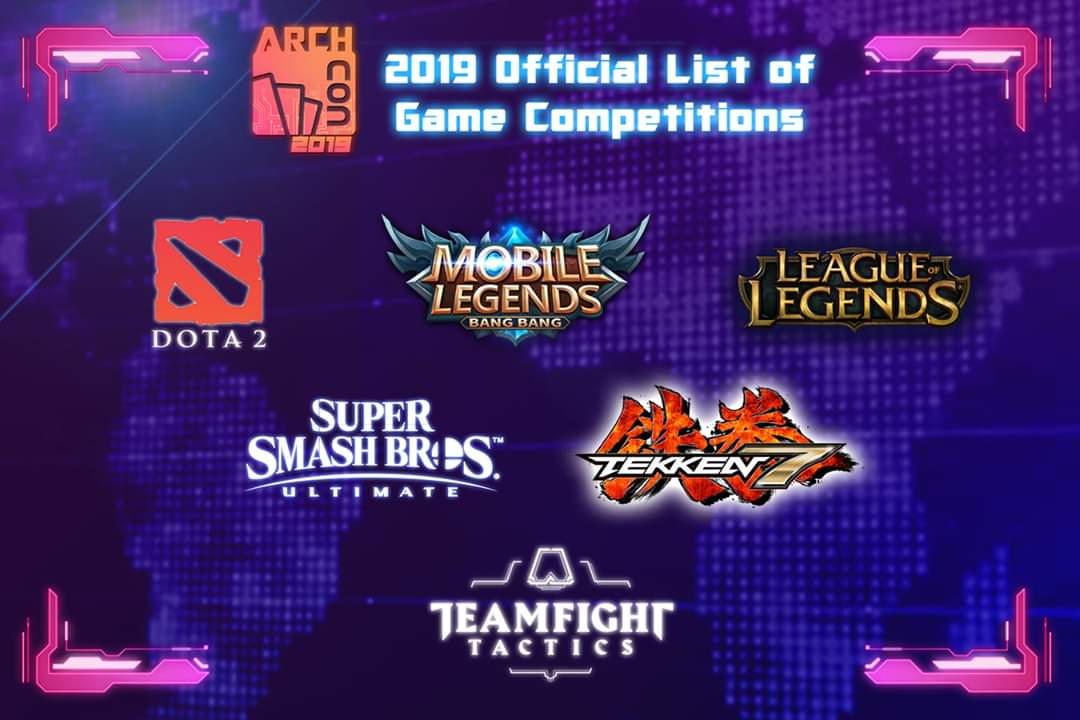 ARCH
CON
2019
2019 Official List of
Game Competitions
DOTA 2
MOBILE
LEGENDS
BANG BANG
LEAGUE OF
LEGENDS
SUPER
SMASH BROS.™
ULTIMATE
鉄拳
TEKKEN 7
TEAMFIGHT
TACTICS